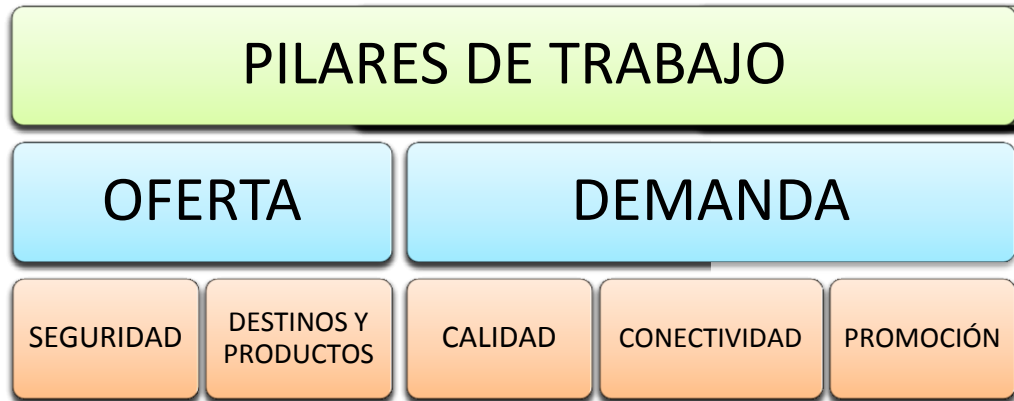 PILARES DE TRABAJO
OFERTA
DEMANDA
SEGURIDAD
DESTINOS Y
PRODUCTOS
CALIDAD
CONECTIVIDAD
PROMOCIÓN